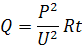 Q = P²/U² Rt